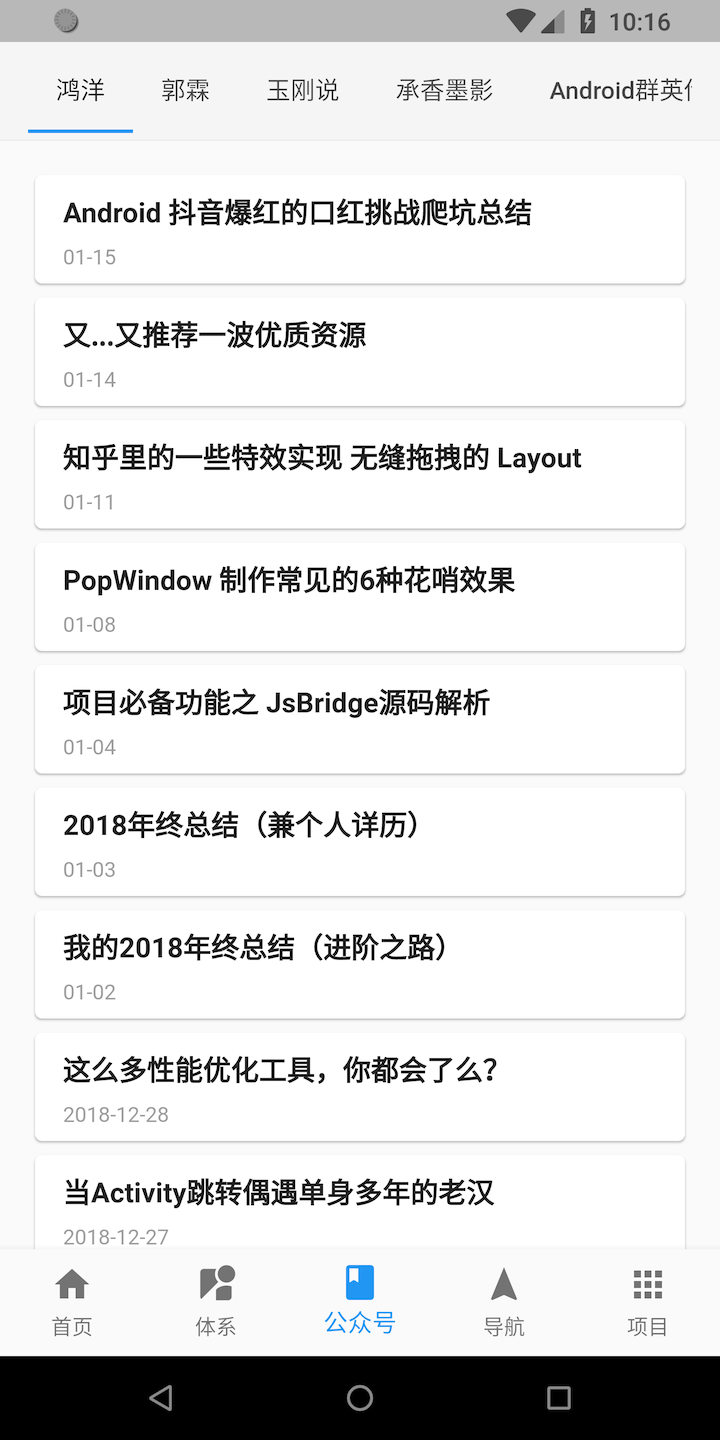 10:16
鸿洋 郭霖 玉刚说 承香墨影 Android群英
Android 抖音爆红的口红挑战爬坑总结
01-15
又...又推荐一波优质资源
01-14
知乎里的一些特效实现 无缝拖拽的 Layout
01-11
PopWindow 制作常见的6种花哨效果
01-08
项目必备功能之 JsBridge源码解析
01-04
2018年终总结（兼个人详历）
01-03
我的2018年终总结（进阶之路）
01-02
这么多性能优化工具，你都会了么？
2018-12-28
当Activity跳转偶遇单身多年的老汉
2018-12-27
首页 体系 公众号 导航 项目